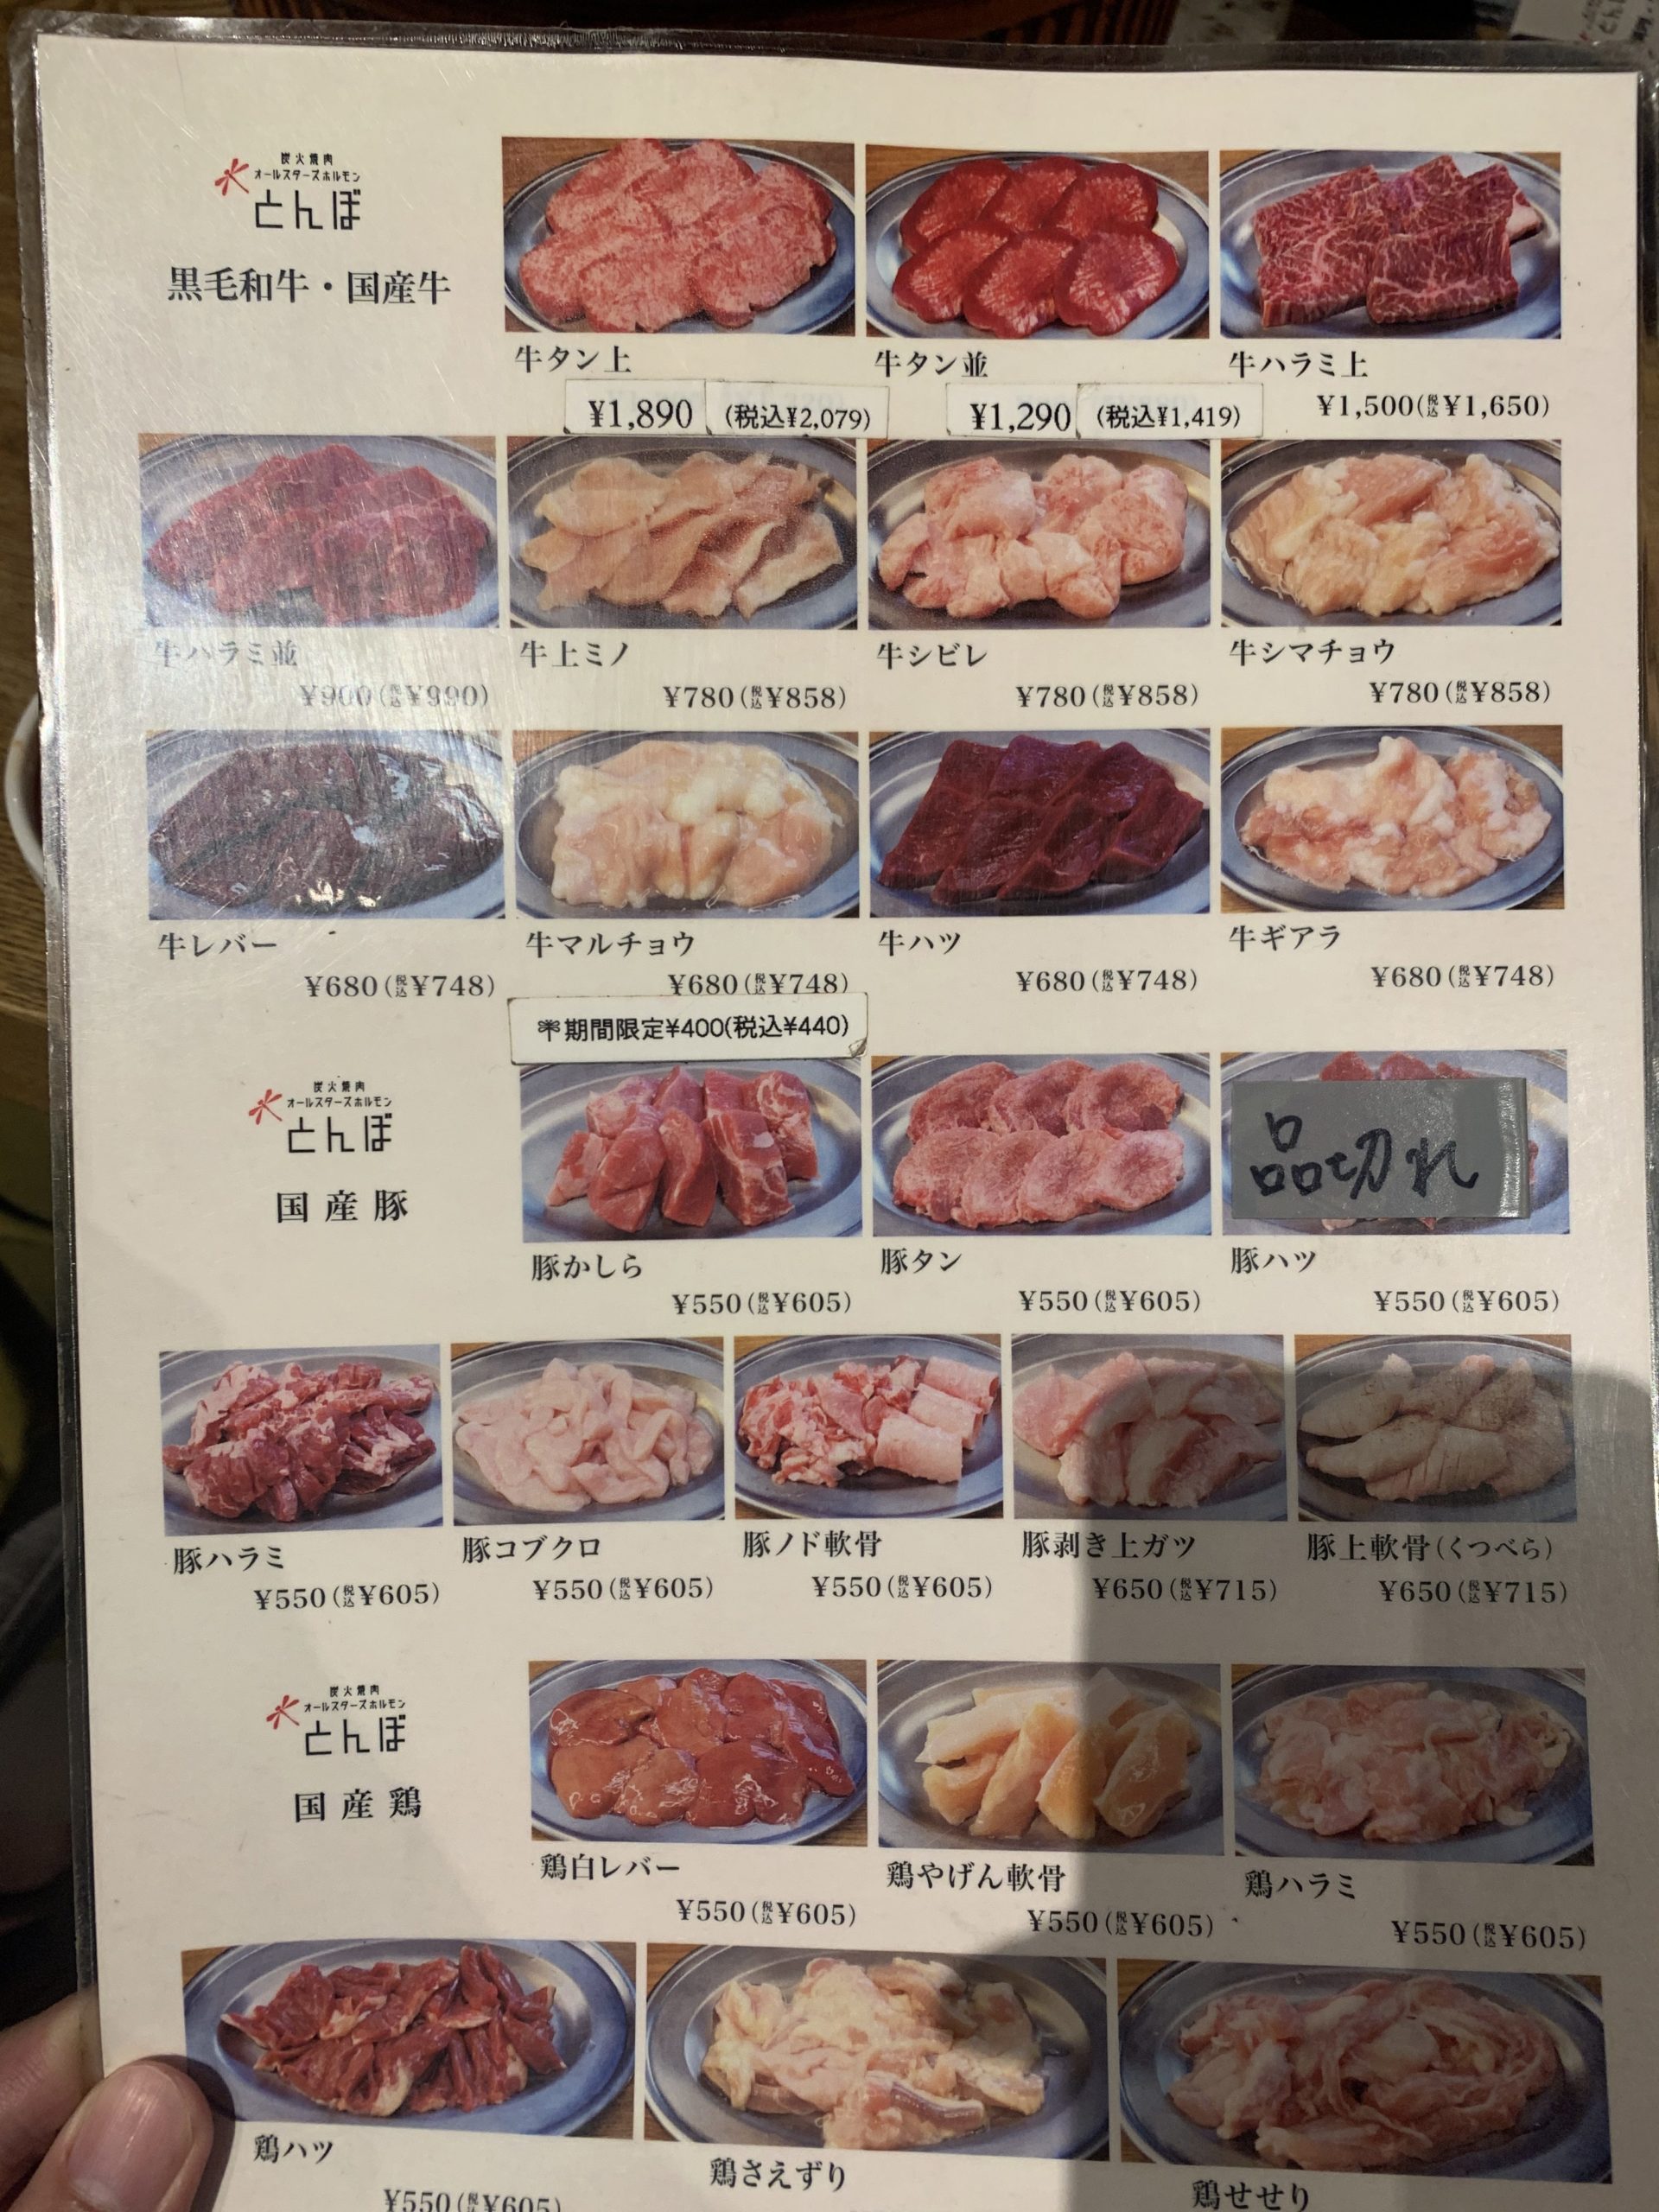 炭火焼肉
オールスターズホルモン
とんぼ
黒毛和牛・国産牛
牛タン上
¥1,890 (税込¥2,079)
牛タン並
¥1,290 (税込¥1,419)
牛ハラミ上
¥1,500(税込¥1,650)
牛ハラミ並
¥900(税込¥990)
牛上ミノ
¥780(税込¥858)
牛シビレ
¥780(税込¥858)
牛シマチョウ
¥780(税込¥858)
牛レバー
¥680(税込¥748)
牛マルチョウ
¥680(税込¥748)
期間限定¥400(税込¥440)
牛ハツ
¥680(税込¥748)
牛ギアラ
¥680(税込¥748)
炭火焼肉
オールスターズホルモン
とんぼ
国産豚
豚かしら
¥550(税込¥605)
豚タン
¥550(税込¥605)
品切れ
豚ハツ
¥550(税込¥605)
豚ハラミ
¥550(税込¥605)
豚コブクロ
¥550(税込¥605)
豚ノド軟骨
¥550(税込¥605)
豚剥き上ガツ
¥650(税込¥715)
豚上軟骨(くつべら)
¥650(税込¥715)
炭火焼肉
オールスターズホルモン
とんぼ
国産鶏
鶏白レバー
¥550(税込¥605)
鶏やげん軟骨
¥550(税込¥605)
鶏ハラミ
¥550(税込¥605)
鶏ハツ
¥550(税込¥605)
鶏さえずり
鶏せせり